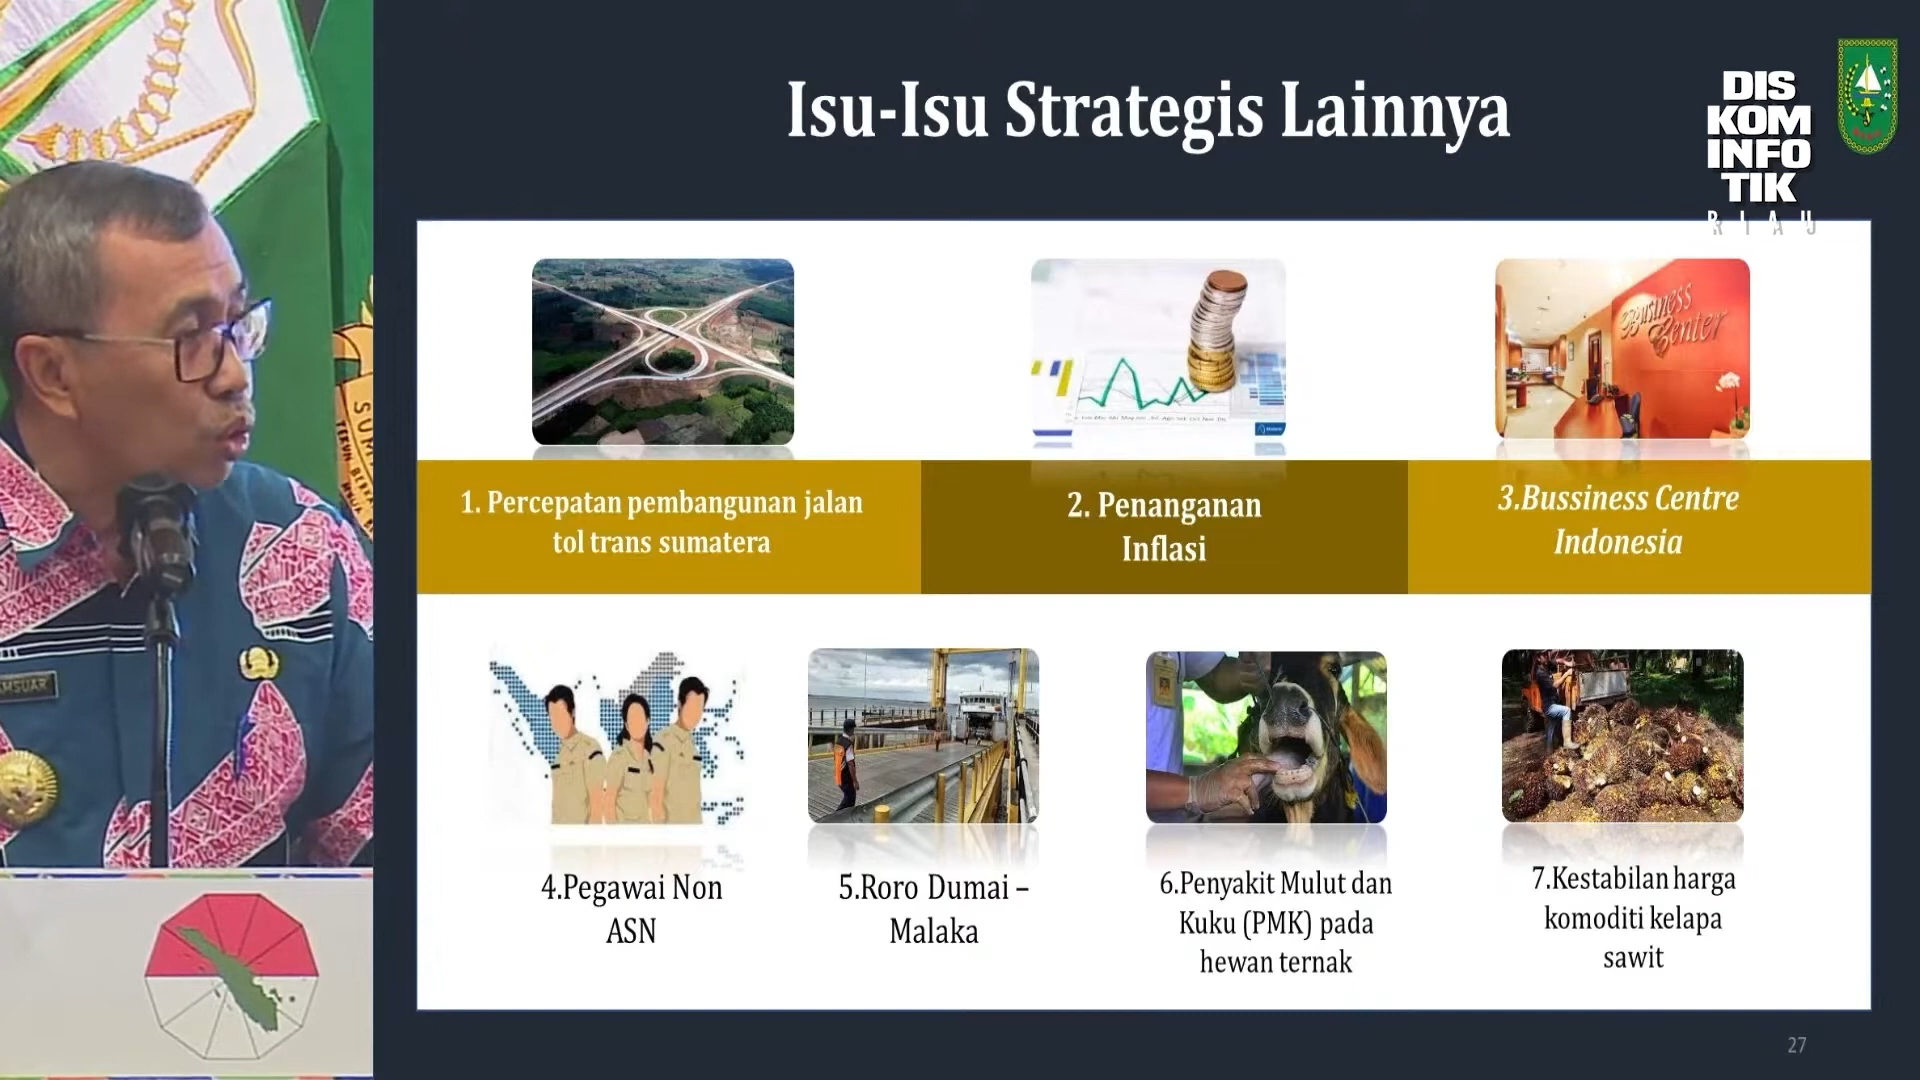 Isu-Isu Strategis Lainnya
DIS
KOM
INFO
TIK
RIAU
Business
Center
1. Percepatan pembangunan jalan
tol trans sumatera
2. Penanganan
Inflasi
3.Bussiness Centre
Indonesia
4.Pegawai Non
ASN
5.Roro Dumai –
Malaka
6.Penyakit Mulut dan
Kuku (PMK) pada
hewan ternak
7.Kestabilan harga
komoditi kelapa
sawit
27